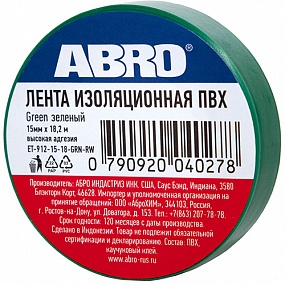 ABRO
ЛЕНТА ИЗОЛЯЦИОННАЯ ПВХ
Green зеленый
15мм x 18,2 м
высокая адгезия
ET-912-15-18-GRN-RW
PAP PVC
0 790920 040278
Производитель: АБРО ИНДАСТРИЗ ИНК. США, Саус Бэнд, Индиана, 3580
Блэкторн Корт, 46628. Импортер и уполномоченная организация на
принятие обращений ООО «АброХИМ», 344103, Россия,
г. Ростов-на-Дону, ул. Доватора, д. 153. Тел.:+7(863) 207-78-78.
Срок годности: 120 месяцев с даты производства.
Сделано в Индонезии. Товар не подлежит обязательной
сертификации и декларированию. Состав: ПВХ,
каучуковый клей.
www.abro-rus.ru